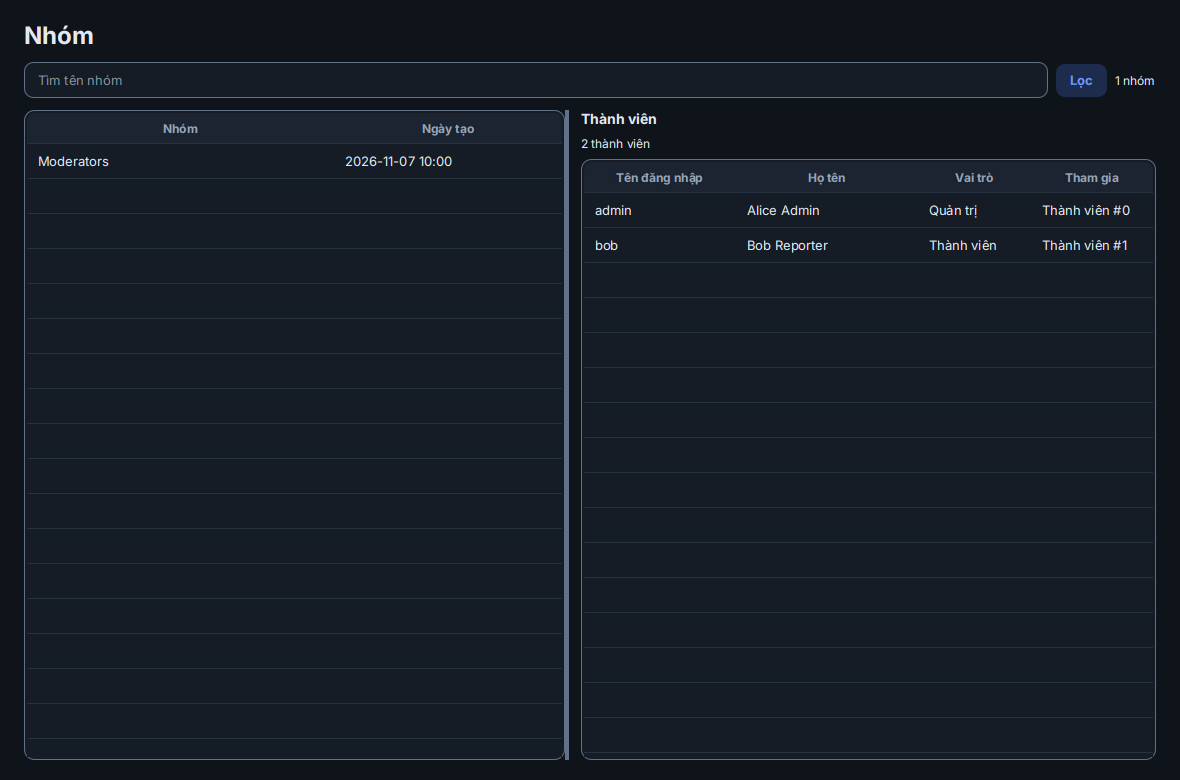 Nhóm
Tìm tên nhóm
Lọc
1 nhóm
Nhóm Ngày tạo
Moderators 2026-11-07 10:00
Thành viên
2 thành viên
Tên đăng nhập Họ tên Vai trò Tham gia
admin Alice Admin Quản trị Thành viên #0
bob Bob Reporter Thành viên Thành viên #1